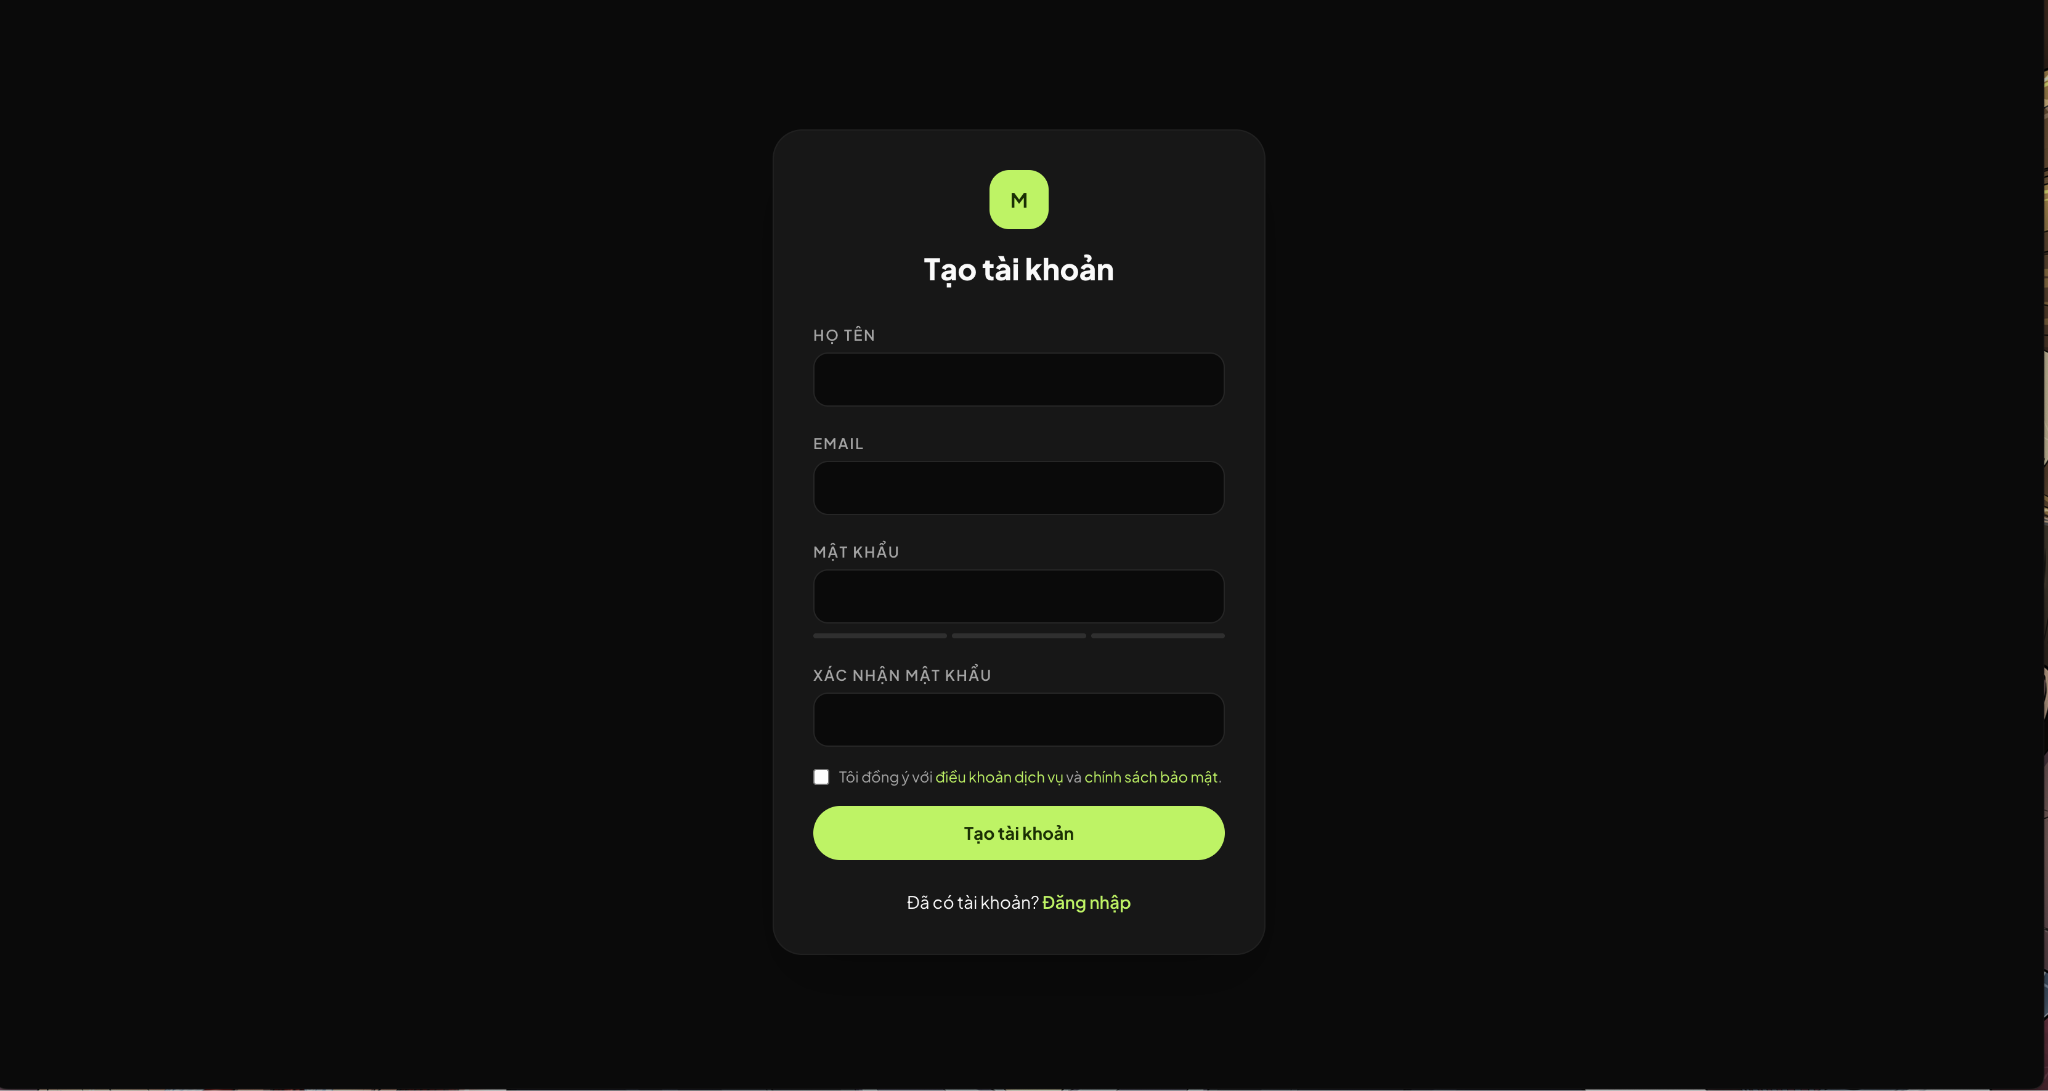 M
Tạo tài khoản
HỌ TÊN
EMAIL
MẬT KHẨU
XÁC NHẬN MẬT KHẨU
Tôi đồng ý với điều khoản dịch vụ và chính sách bảo mật.
Tạo tài khoản
Đã có tài khoản? Đăng nhập